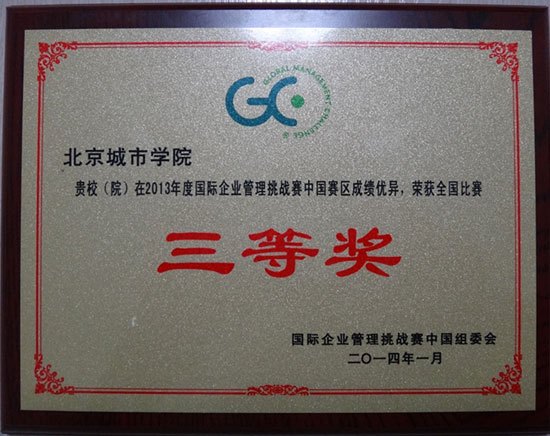 GLOBAL MANAGEMENT CHALLENGE ®
GC
北京城市学院
贵校（院）在2013年度国际企业管理挑战赛中国赛区成绩优异，荣获全国比赛
三等奖
国际企业管理挑战赛中国组委会
二〇一四年一月